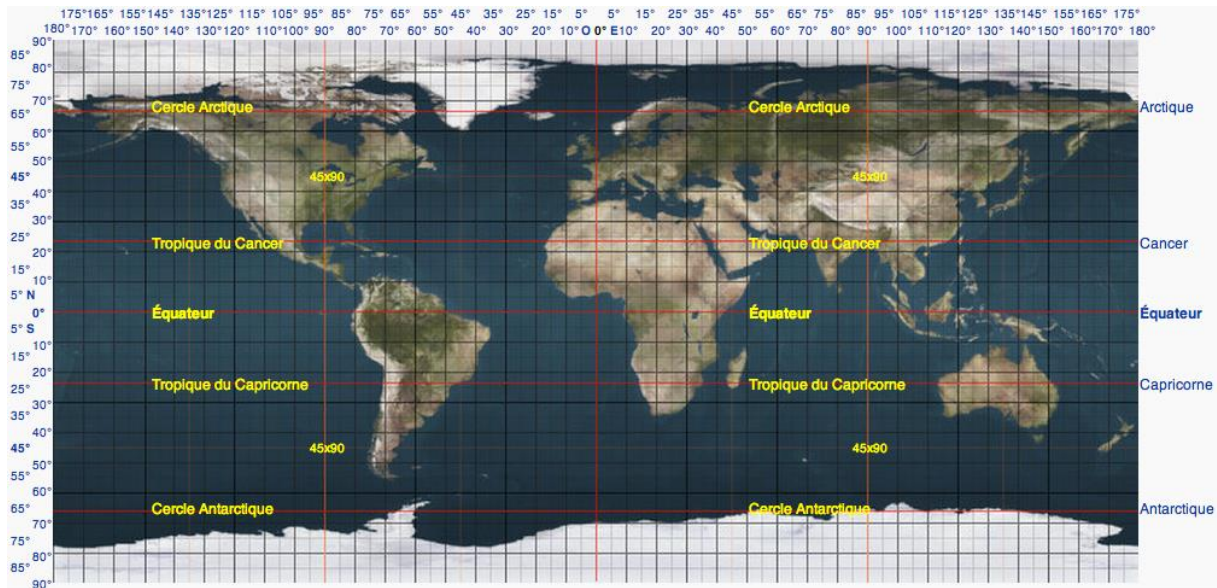 175° 165° 155° 145° 135° 125° 115° 105° 95° 85° 75° 65° 55° 45° 35° 25° 15° 5° 5° 15° 25° 35° 45° 55° 65° 75° 85° 95° 105° 115° 125° 135° 145° 155° 165° 175°
180° 170° 160° 150° 140° 130° 120° 110° 100° 90° 80° 70° 60° 50° 40° 30° 20° 10° O 0° E 10° 20° 30° 40° 50° 60° 70° 80° 90° 100° 110° 120° 130° 140° 150° 160° 170° 180°
90°
85°
80°
75°
70°
65° Cercle Arctique Cercle Arctique Arctique
60°
55°
50°
45° 45x90 45x90
40°
35°
30°
25° Tropique du Cancer Tropique du Cancer Cancer
20°
15°
10°
5° N
0° Équateur Équateur Équateur
5° S
10°
15°
20°
25° Tropique du Capricorne Tropique du Capricorne Capricorne
30°
35°
40°
45° 45x90 45x90
50°
55°
60°
65° Cercle Antarctique Cercle Antarctique Antarctique
70°
75°
80°
85°
90°